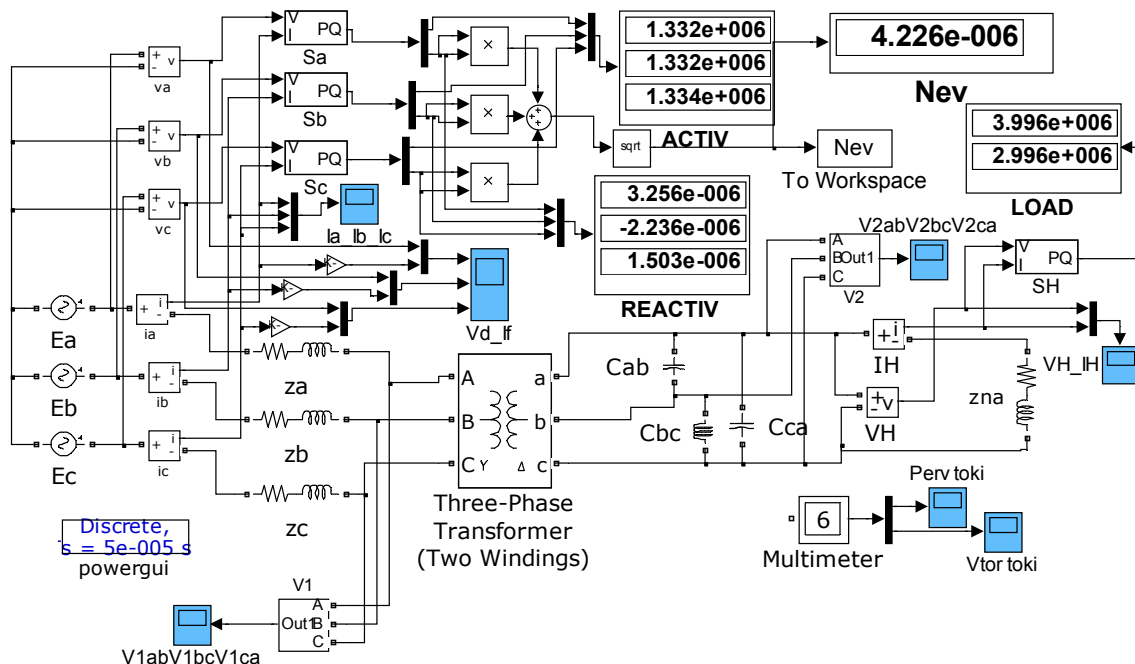 V
I
PQ
Sa
+
-
v
va
V
I
PQ
Sb
+
-
v
vb
V
I
PQ
Sc
+
-
v
vc
×
×
×
+
+
+
1.332e+006
1.332e+006
1.334e+006
ACTIV
4.226e-006
Nev
sqrt
Nev
To Workspace
3.996e+006
2.996e+006
LOAD
3.256e-006
-2.236e-006
1.503e-006
REACTIV
Ia_Ib_Ic
K-
K-
K-
Vd_If
V2abV2bcV2ca
A
B
C
Out1
V2
V
I
PQ
SH
Ea
+
-
i
ia
Eb
+
-
i
ib
Ec
+
-
i
ic
za
zb
zc
A
B
C
Y
Δ
a
b
c
Three-Phase
Transformer
(Two Windings)
Cab
Cbc
Cca
+
-
i
IH
+
-
v
VH
VH_IH
zna
Discrete,
s = 5e-005 s
powergui
6
Multimeter
Perv toki
Vtor toki
V1
Out1
A
B
C
V1abV1bcV1ca